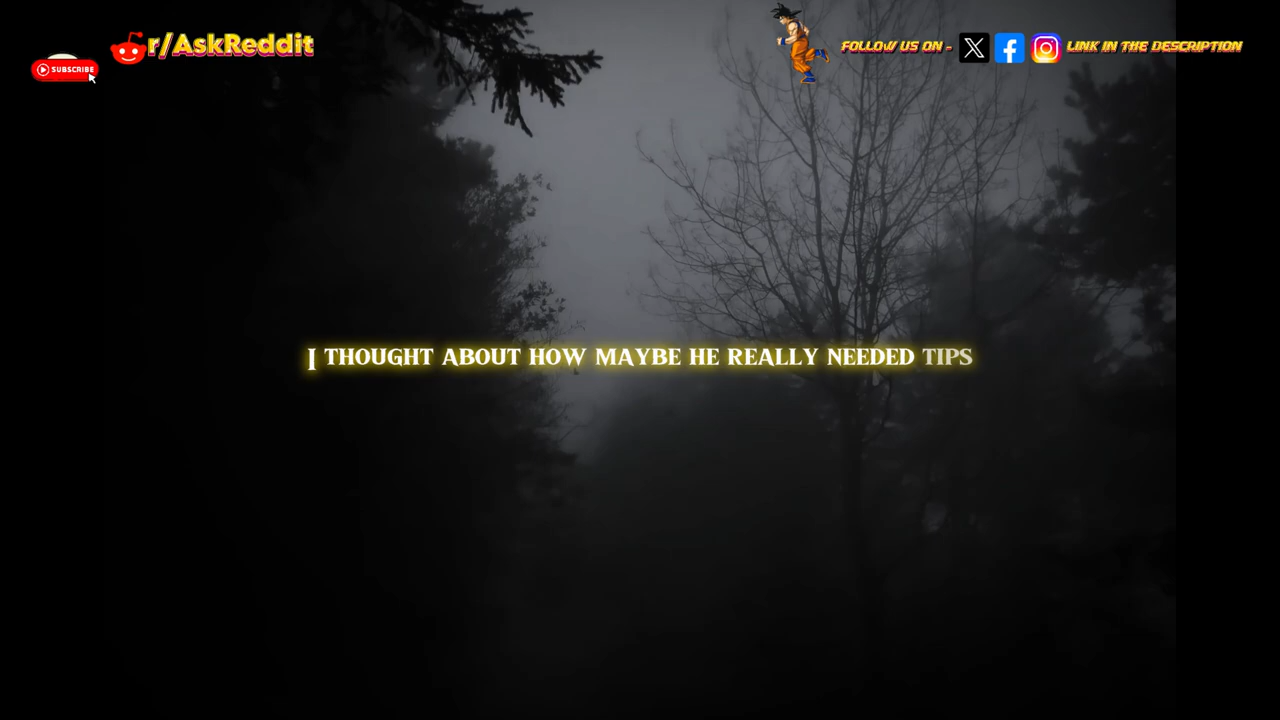 r/AskReddit
SUBSCRIBE
FOLLOW US ON -
LINK IN THE DESCRIPTION
I THOUGHT ABOUT HOW MAYBE HE REALLY NEEDED TIPS